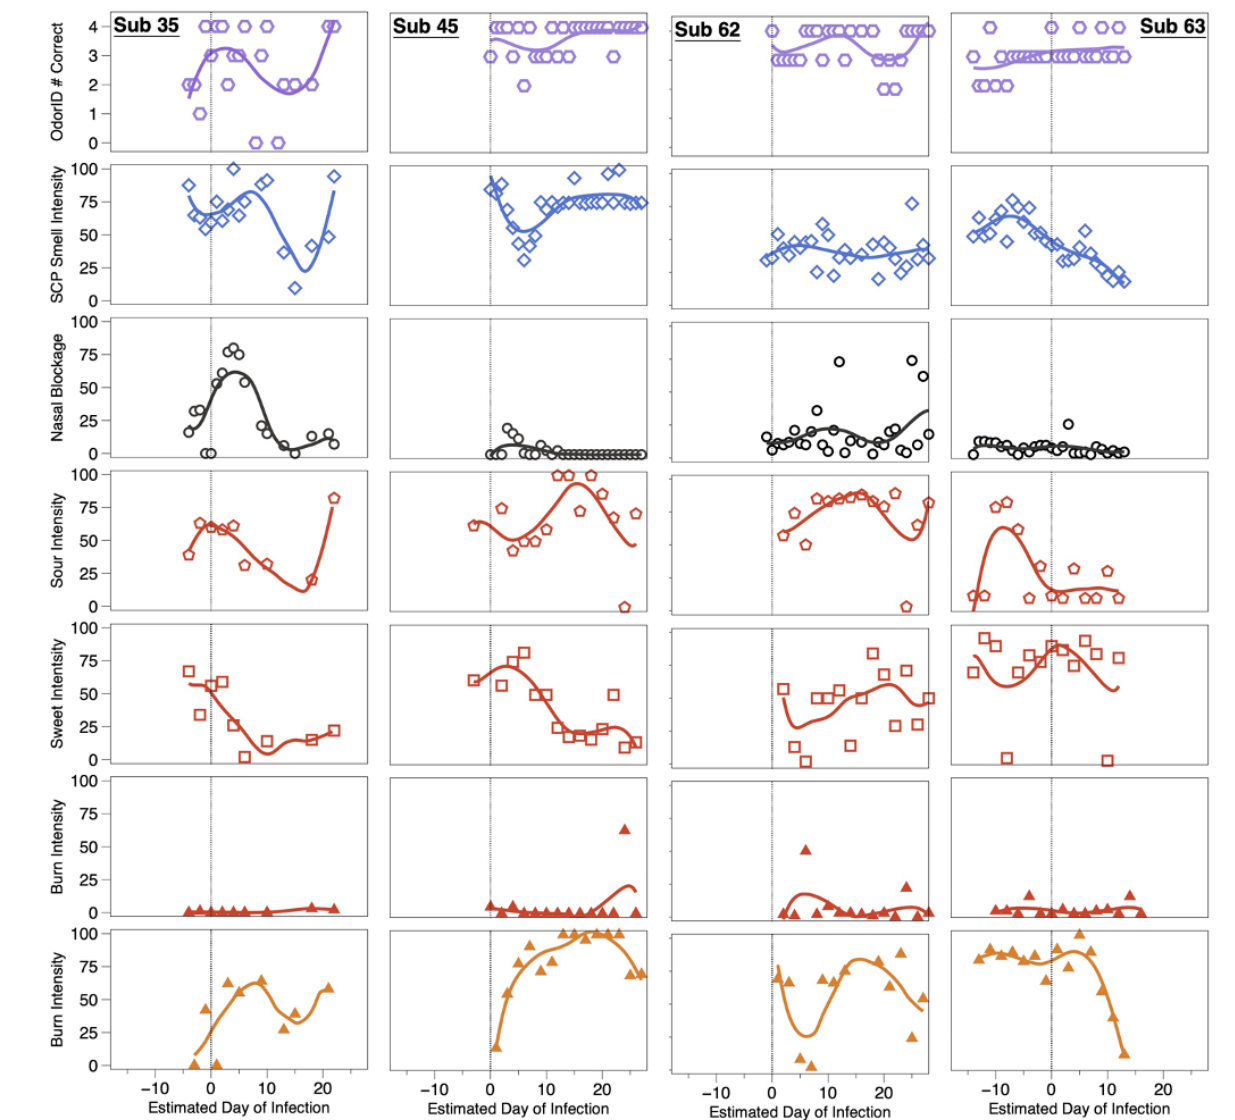 Sub 35
Sub 45
Sub 62
Sub 63
OdorID # Correct
4
3
2
1
0
SCP Smell Intensity
100
75
50
25
0
Nasal Blockage
100
75
50
25
0
Sour Intensity
100
75
50
25
0
Sweet Intentsity
100
75
50
25
0
Burn Intensity
100
75
50
25
0
Burn Intensity
100
75
50
25
0
−10 0 10 20
−10 0 10 20
−10 0 10 20
−10 0 10 20
Estimated Day of Infection
Estimated Day of Infection
Estimated Day of Infection
Estimated Day of Infection